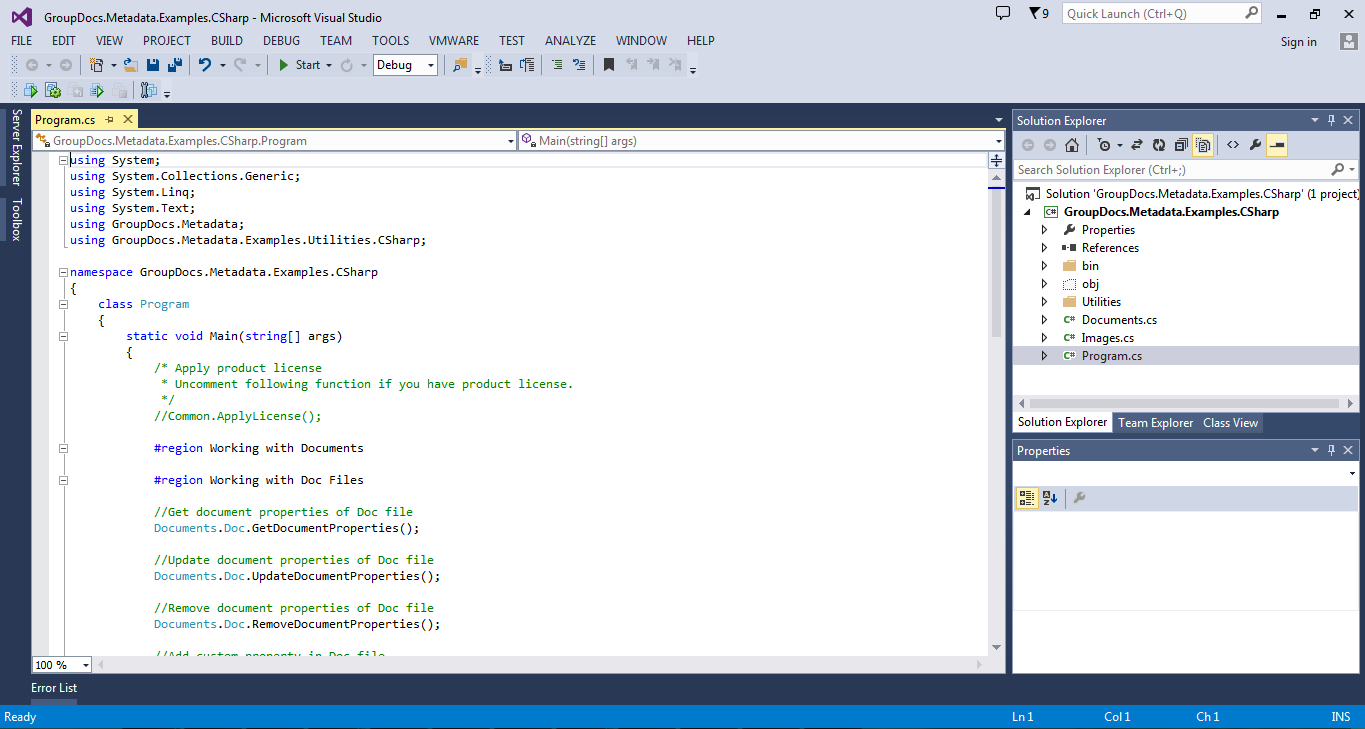 GroupDocs.Metadata.Examples.CSharp - Microsoft Visual Studio
9
Quick Launch (Ctrl+Q)
FILE EDIT VIEW PROJECT BUILD DEBUG TEAM TOOLS VMWARE TEST ANALYZE WINDOW HELP
Sign in
Start
Debug
Server Explorer
Toolbox
Program.cs
GroupDocs.Metadata.Examples.CSharp.Program
Main(string[] args)
using System;
using System.Collections.Generic;
using System.Linq;
using System.Text;
using GroupDocs.Metadata;
using GroupDocs.Metadata.Examples.Utilities.CSharp;
namespace GroupDocs.Metadata.Examples.CSharp
{
class Program
{
static void Main(string[] args)
{
/* Apply product license
* Uncomment following function if you have product license.
*/
//Common.ApplyLicense();
#region Working with Documents
#region Working with Doc Files
//Get document properties of Doc file
Documents.Doc.GetDocumentProperties();
//Update document properties of Doc file
Documents.Doc.UpdateDocumentProperties();
//Remove document properties of Doc file
Documents.Doc.RemoveDocumentProperties();
//Add custom property in Doc file
100 %
Error List
Solution Explorer
Search Solution Explorer (Ctrl+;)
Solution 'GroupDocs.Metadata.Examples.CSharp' (1 project)
C# GroupDocs.Metadata.Examples.CSharp
Properties
References
bin
obj
Utilities
C# Documents.cs
C# Images.cs
C# Program.cs
Solution Explorer Team Explorer Class View
Properties
Ready
Ln 1
Col 1
Ch 1
INS